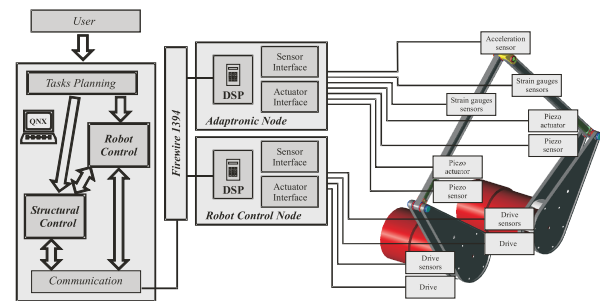 User
Tasks Planning
QNX
Robot
Control
Structural
Control
Communication
Firewire 1394
DSP
Sensor
Interface
Actuator
Interface
Adaptronic Node
DSP
Sensor
Interface
Actuator
Interface
Robot Control Node
Acceleration
sensor
Strain gauges
sensors
Strain gauges
sensors
Piezo
actuator
Piezo
sensor
Piezo
actuator
Piezo
sensor
Drive
sensors
Drive
Drive
sensors
Drive